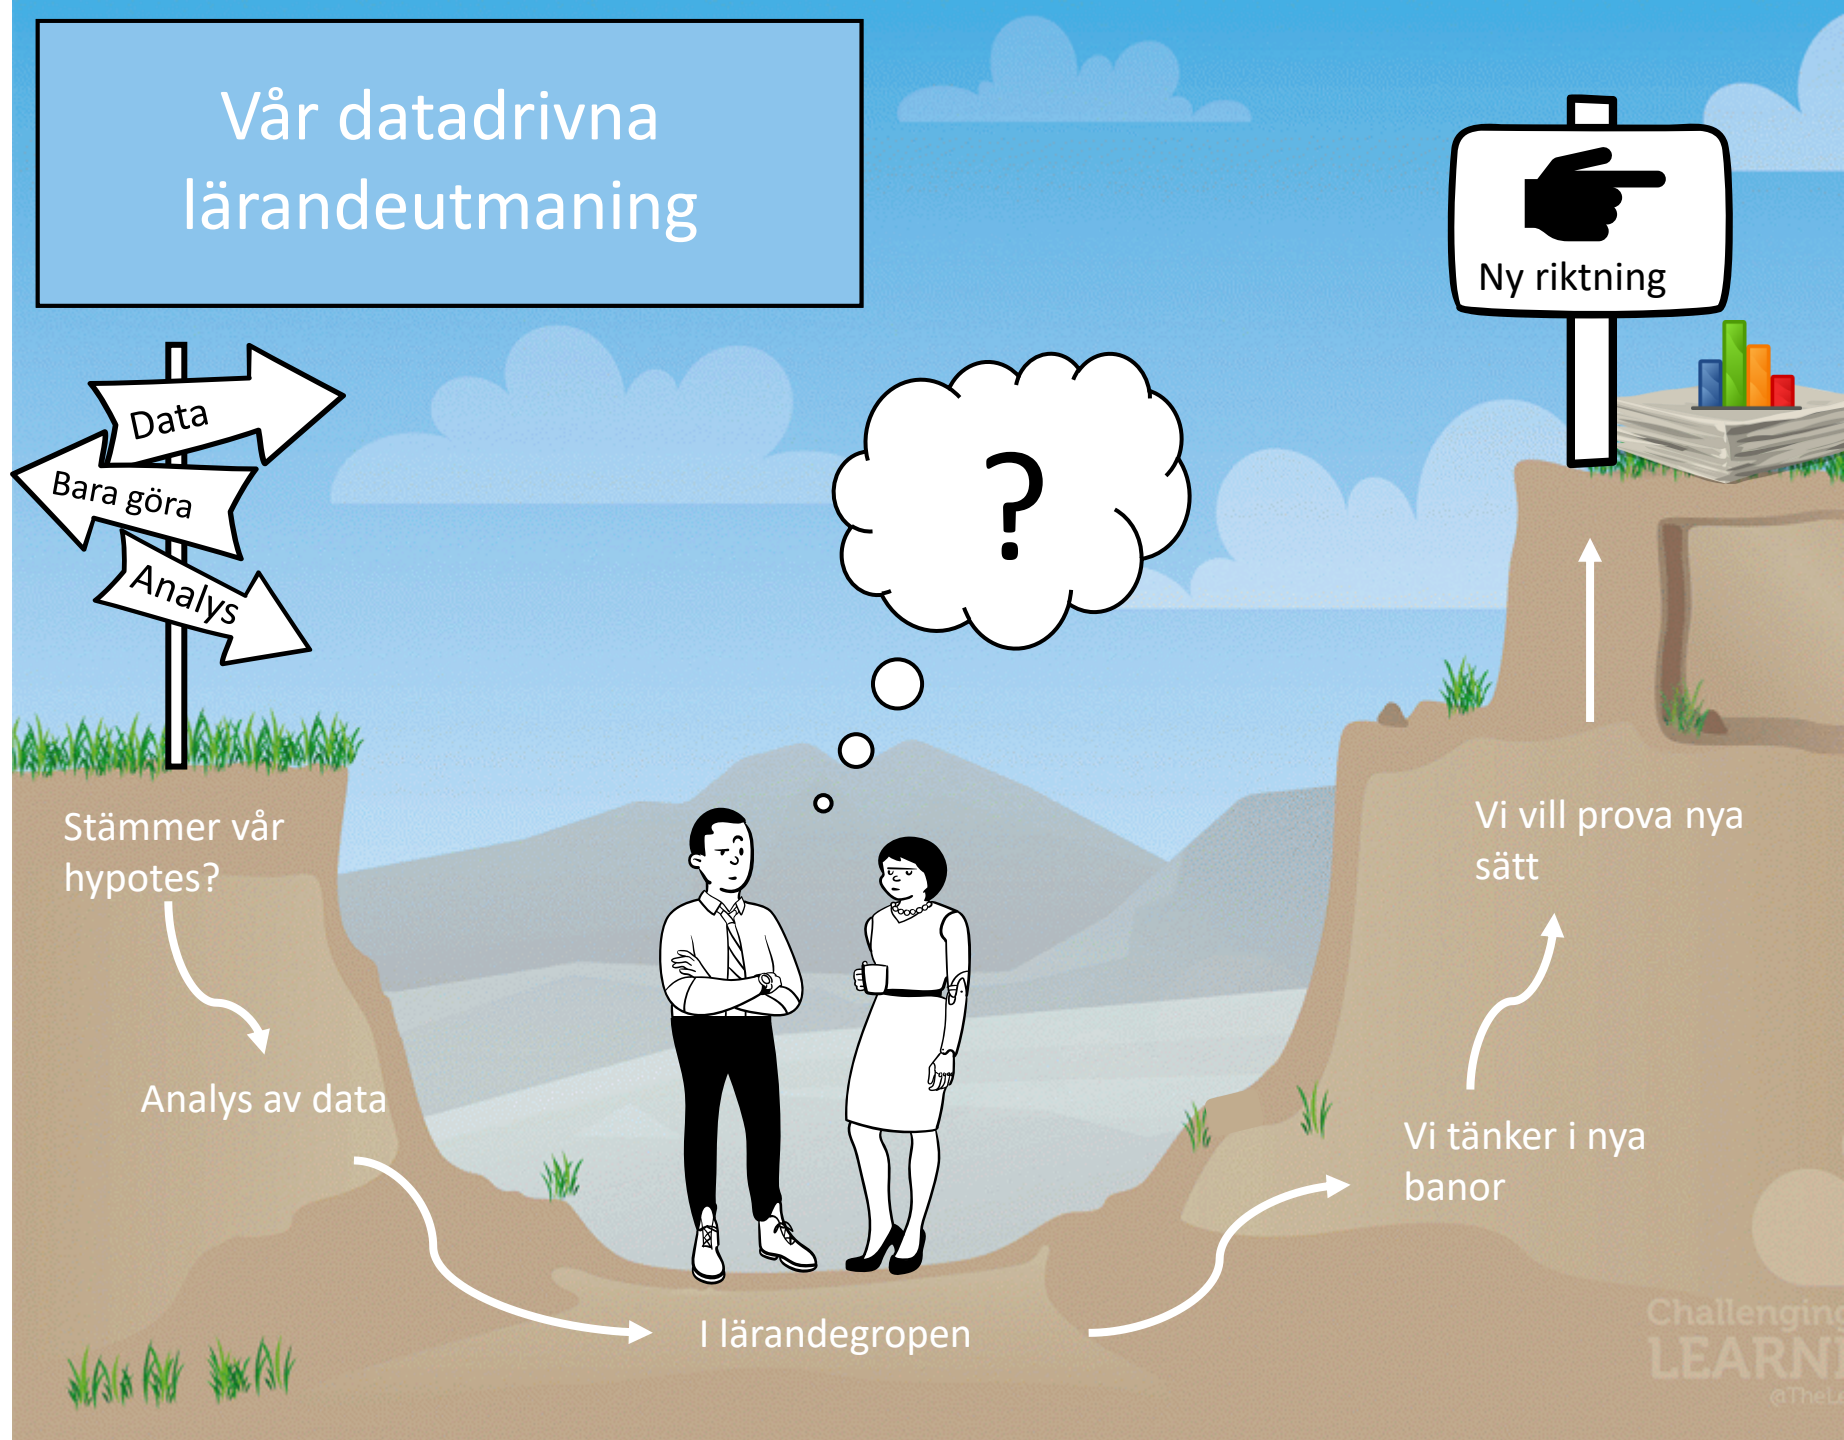 Vår datadrivna
lärandeutmaning
Ny riktning
Data
Bara göra
Analys
?
Stämmer vår
hypotes?
Analys av data
I lärandegropen
Vi tänker i nya
banor
Vi vill prova nya
sätt
Challenging